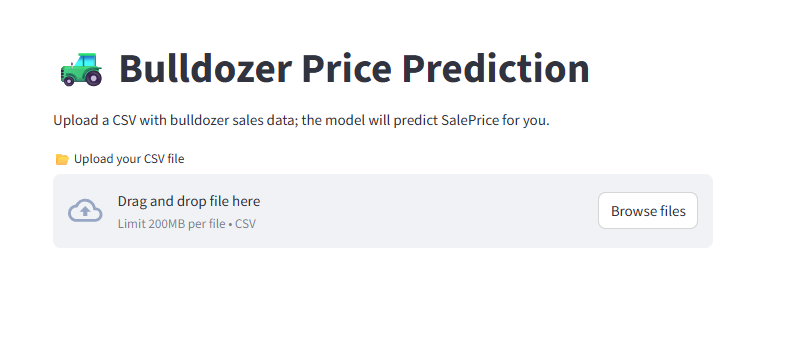 Bulldozer Price Prediction
Upload a CSV with bulldozer sales data; the model will predict SalePrice for you.
Upload your CSV file
Drag and drop file here
Limit 200MB per file • CSV
Browse files